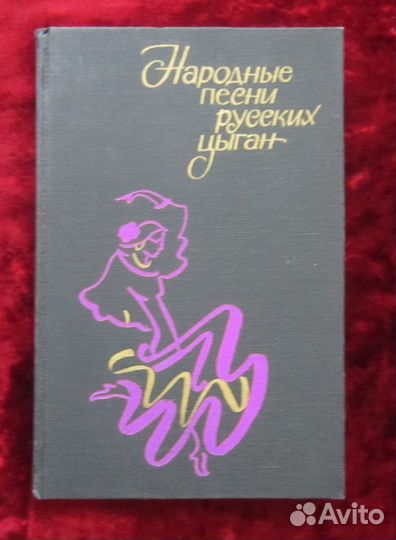 Народные
песни
русских
цыган
Avito